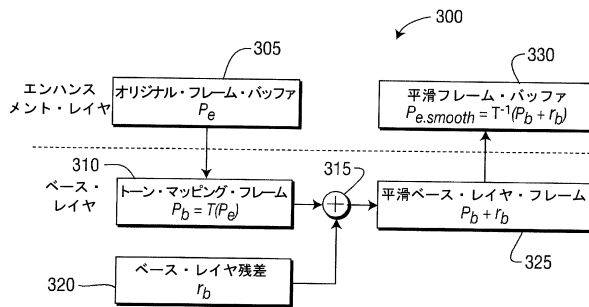 300
305
330
エンハンス
メント・レイヤ
オリジナル・フレーム・バッファ
Pe
平滑フレーム・バッファ
Pe.smooth = T-1(Pb + rb)
310
315
ベース・
レイヤ
トーン・マッピング・フレーム
Pb = T(Pe)
+
平滑ベース・レイヤ・フレーム
Pb + rb
320
ベース・レイヤ残差
rb
325